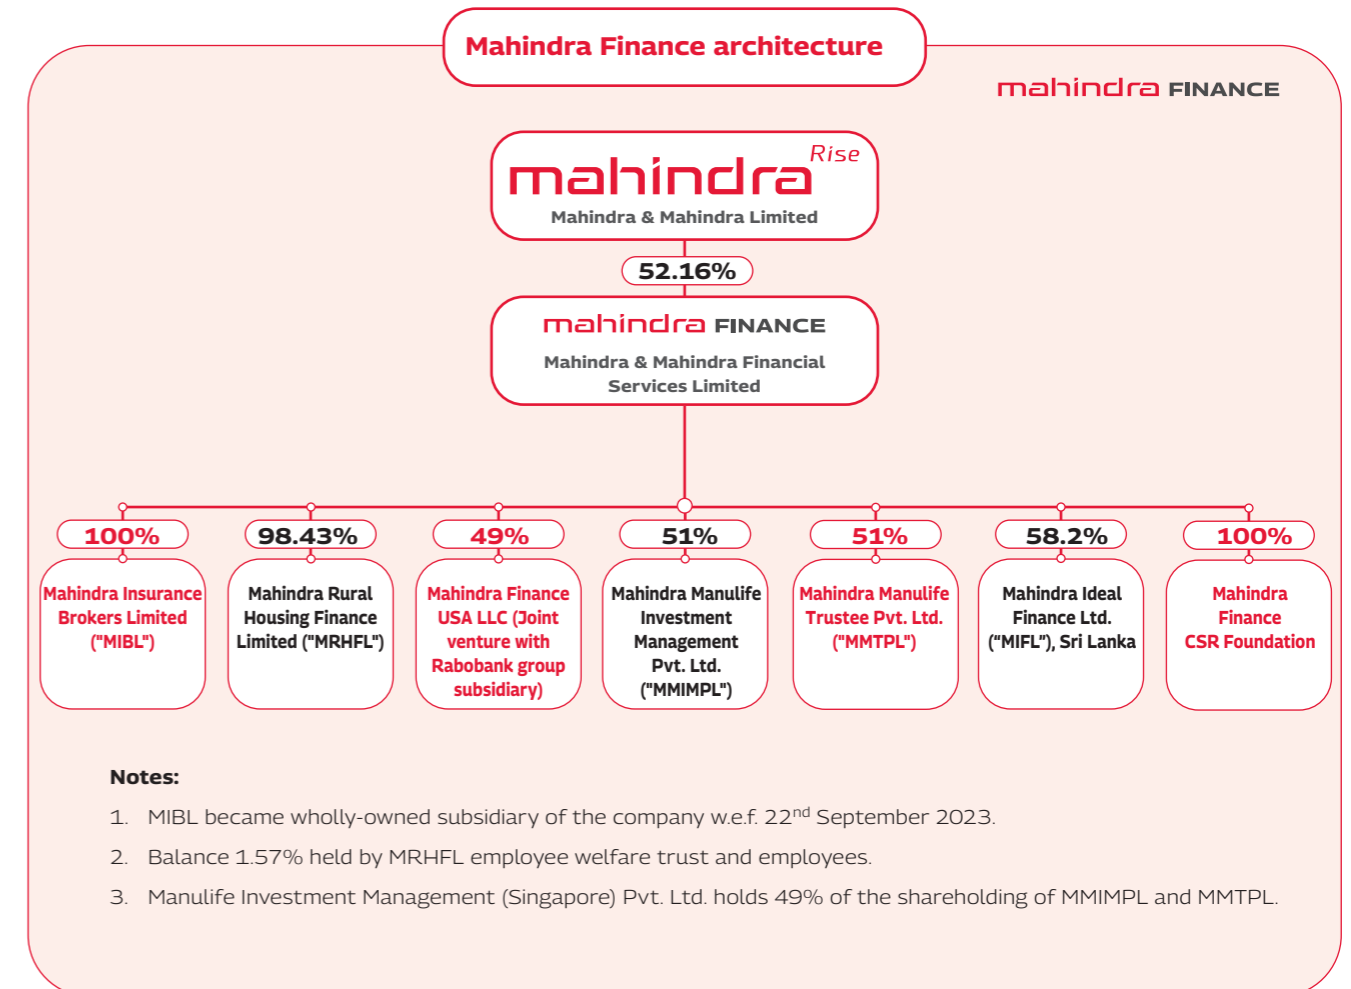 Mahindra Finance architecture
mahindra FINANCE
mahindra Rise
Mahindra & Mahindra Limited
52.16%
mahindra FINANCE
Mahindra & Mahindra Financial
Services Limited
100%
Mahindra Insurance
Brokers Limited
("MIBL")
98.43%
Mahindra Rural
Housing Finance
Limited ("MRHFL")
49%
Mahindra Finance
USA LLC (Joint
venture with
Rabobank group
subsidiary)
51%
Mahindra Manulife
Investment
Management
Pvt. Ltd.
("MMIMPL")
51%
Mahindra Manulife
Trustee Pvt. Ltd.
("MMTPL")
58.2%
Mahindra Ideal
Finance Ltd.
(“MIFL”), Sri Lanka
100%
Mahindra
Finance
CSR Foundation
Notes:
1. MIBL became wholly-owned subsidiary of the company w.e.f. 22nd September 2023.
2. Balance 1.57% held by MRHFL employee welfare trust and employees.
3. Manulife Investment Management (Singapore) Pvt. Ltd. holds 49% of the shareholding of MMIMPL and MMTPL.